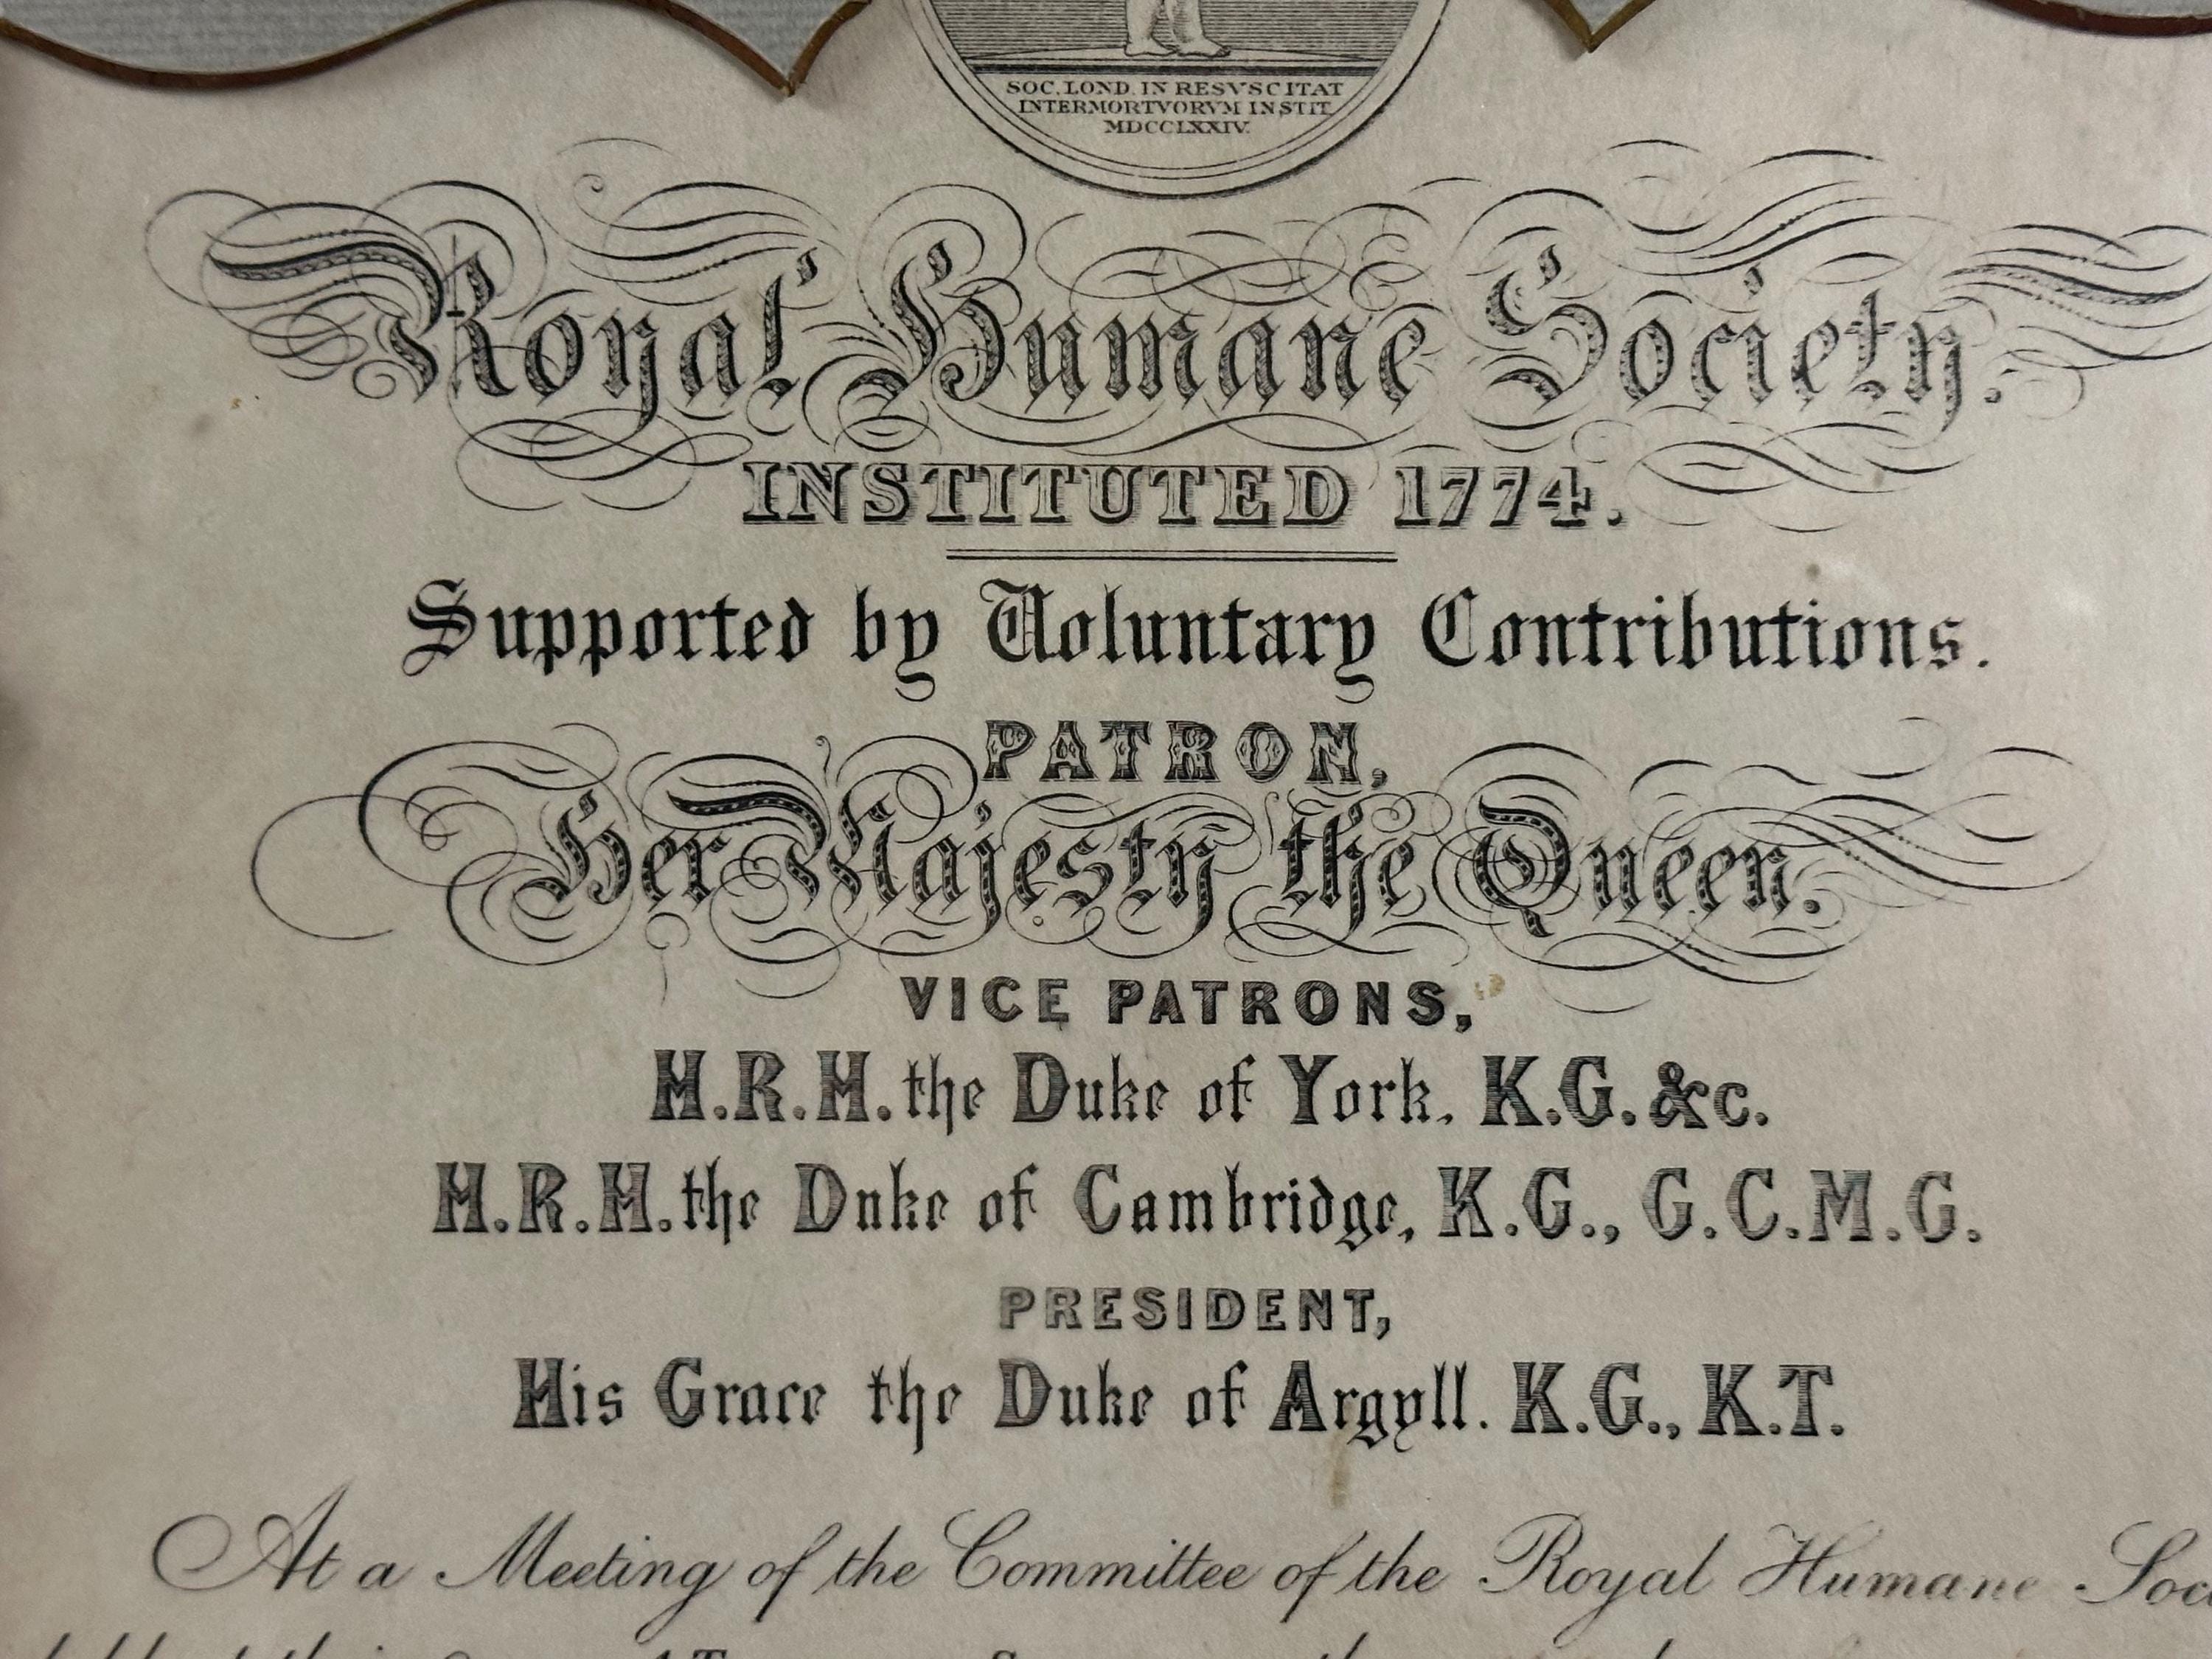 SOC. LOND. IN RESVSCITAT
INTERMORTVORVM INSTIT.
MDCCLXXIV.
Royal Humane Society.
INSTITUTED 1774.
Supported by Voluntary Contributions.
PATRON,
Her Majesty the Queen.
VICE PATRONS,
H.R.H. the Duke of York. K.G. &c.
H.R.H. the Duke of Cambridge, K.G., G.C.M.G.
PRESIDENT,
His Grace the Duke of Argyll. K.G., K.T.
At a Meeting of the Committee of the Royal Humane